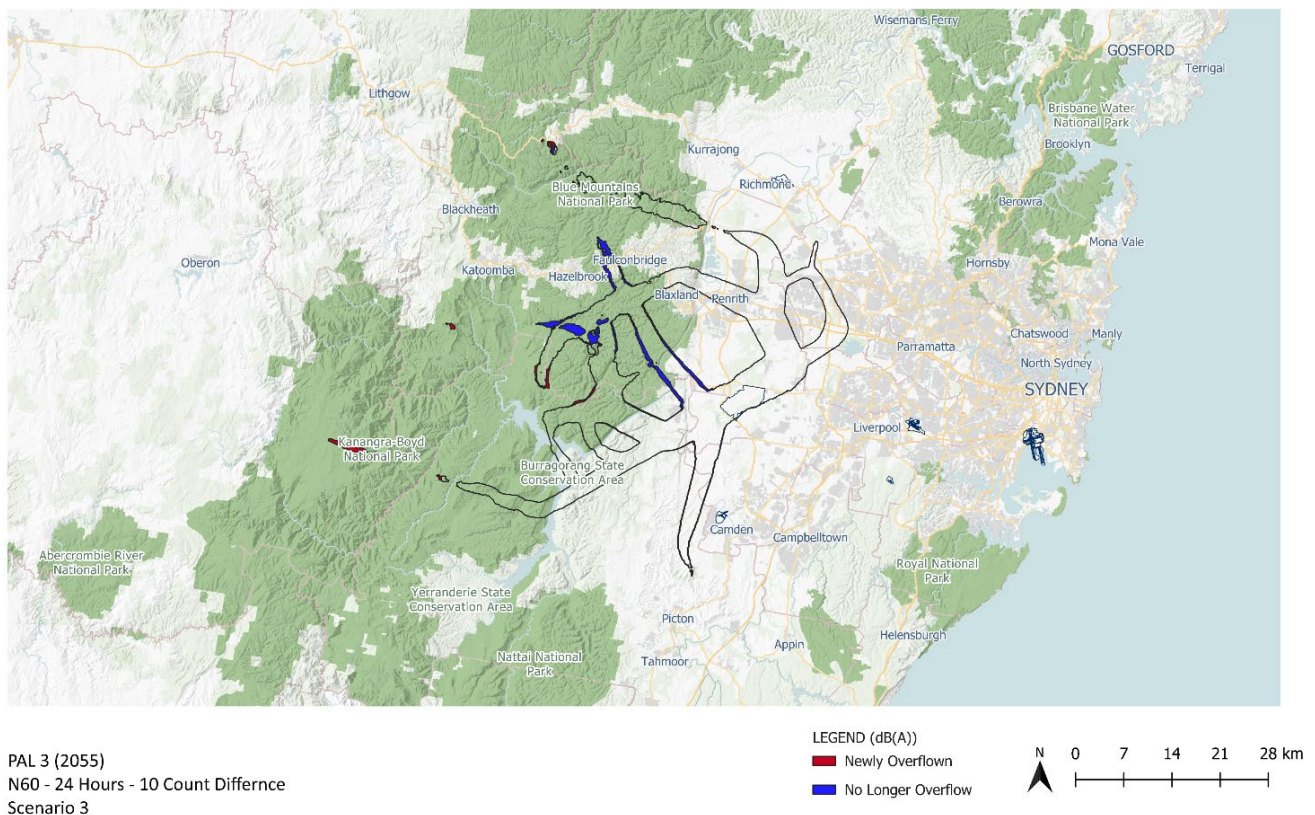 Wisemans Ferry
GOSFORD
Terrigal
Lithgow
Brisbane Water
National Park
Brooklyn
Kurrajong
Richmond
Blue Mountains
National Park
Blackheath
Berowra
Mona Vale
Oberon
Katoomba
Hazelbrook
Faulconbridge
Hornsby
Blaxland
Penrith
Chatswood
Manly
Parramatta
North Sydney
SYDNEY
Liverpool
Kanangra-Boyd
National Park
Burragorang State
Conservation Area
Camden
Campbelltown
Abercrombie River
National Park
Royal National
Park
Yerranderie State
Conservation Area
Picton
Appin
Helensburgh
Nattai National
Park
Tahmoor
PAL 3 (2055)
N60 - 24 Hours - 10 Count Differnce
Scenario 3
LEGEND (dB(A))
Newly Overflown
No Longer Overflow
N
0 7 14 21 28 km